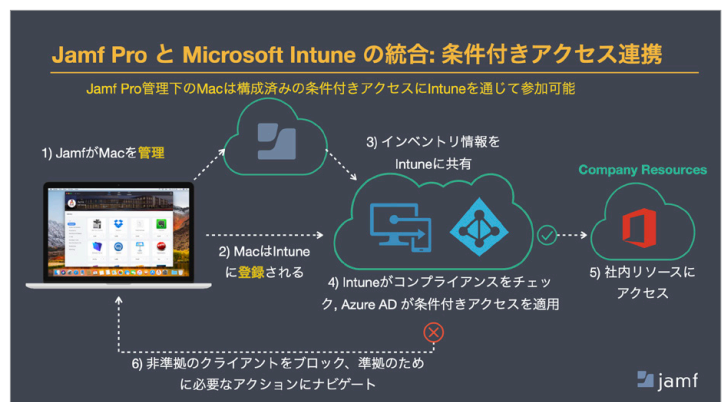 Jamf Pro と Microsoft Intune の統合: 条件付きアクセス連携
Jamf Pro管理下のMacは構成済みの条件付きアクセスにIntuneを通じて参加可能
1) JamfがMacを管理
3) インベントリ情報を
Intuneに共有
Company Resources
2) MacはIntune
に登録される
4) Intuneがコンプライアンスをチェッ
ク, Azure AD が条件付きアクセスを適用
5) 社内リソースに
アクセス
6) 非準拠のクライアントをブロック、準拠のため
に必要なアクションにナビゲート
jamf